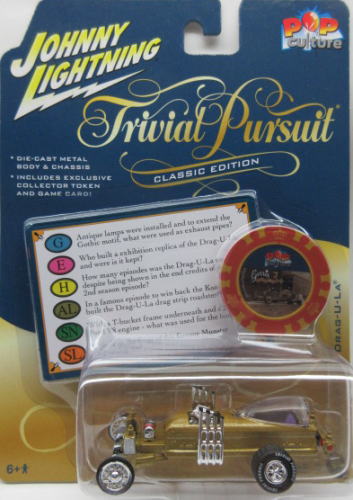 JOHNNY
LIGHTNING
POP
culture
Trivial Pursuit
CLASSIC EDITION
• DIE-CAST METAL
BODY & CHASSIS
• INCLUDES EXCLUSIVE
COLLECTOR TOKEN
AND GAME CARD!
G Antique lamps were installed and to extend the
Gothic motif, what were used as exhaust pipes?
E Who built a exhibition replica of the Drag-U-
and were is it kept?
H How many episodes was the Drag-U-La
despite being shown in the end credits of
2nd season episode?
AL In a famous episode to win back the Ko
built the Drag-U-La drag strip roadste
SN With a T-bucket frame underneath and
engine - what was used for the
SL
DRAG-U-LA
6+